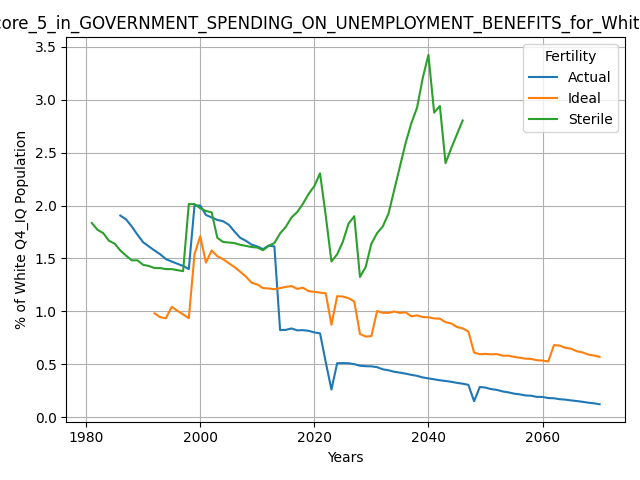 core_5_in_GOVERNMENT_SPENDING_ON_UNEMPLOYMENT_BENEFITS_for_White
Fertility
Actual
Ideal
Sterile
% of White Q4_IQ Population
3.5
3.0
2.5
2.0
1.5
1.0
0.5
0.0
1980
2000
2020
2040
2060
Years